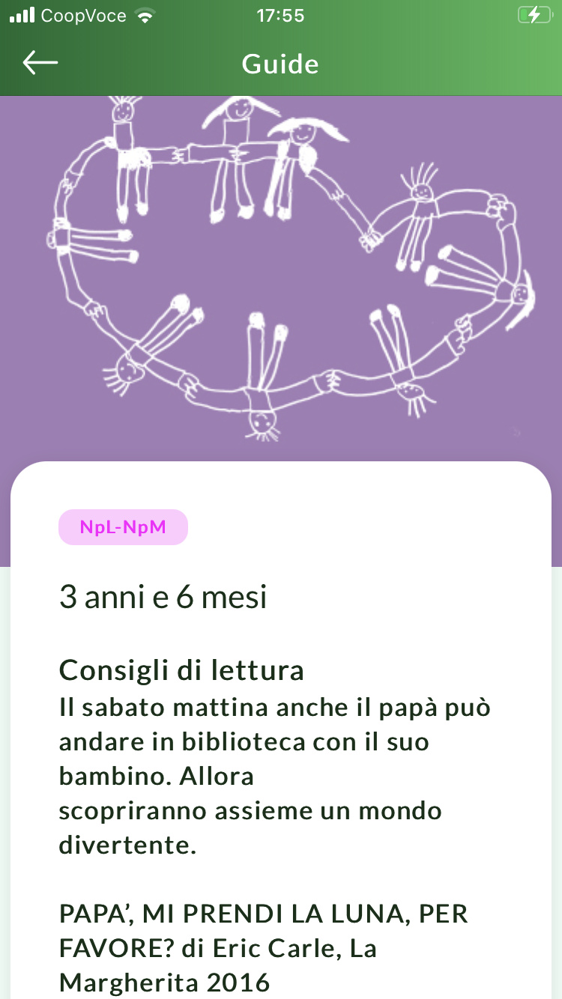 CoopVoce
17:55
Guide
NpL-NpM
3 anni e 6 mesi
Consigli di lettura
Il sabato mattina anche il papà può
andare in biblioteca con il suo
bambino. Allora
scopriranno assieme un mondo
divertente.
PAPA’, MI PRENDI LA LUNA, PER
FAVORE? di Eric Carle, La
Margherita 2016